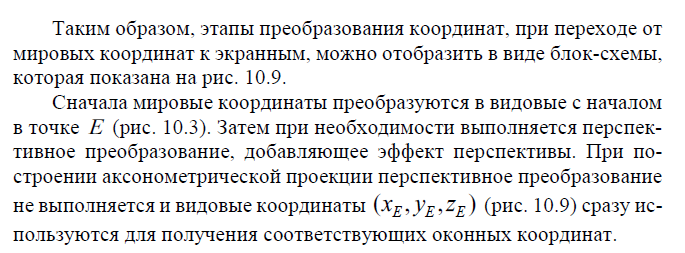 Таким образом, этапы преобразования координат, при переходе от
мировых координат к экранным, можно отобразить в виде блок-схемы,
которая показана на рис. 10.9.
Сначала мировые координаты преобразуются в видовые с началом
в точке E (рис. 10.3). Затем при необходимости выполняется перспек-
тивное преобразование, добавляющее эффект перспективы. При по-
строении аксонометрической проекции перспективное преобразование
не выполняется и видовые координаты (x_E, y_E, z_E) (рис. 10.9) сразу ис-
пользуются для получения соответствующих оконных координат.